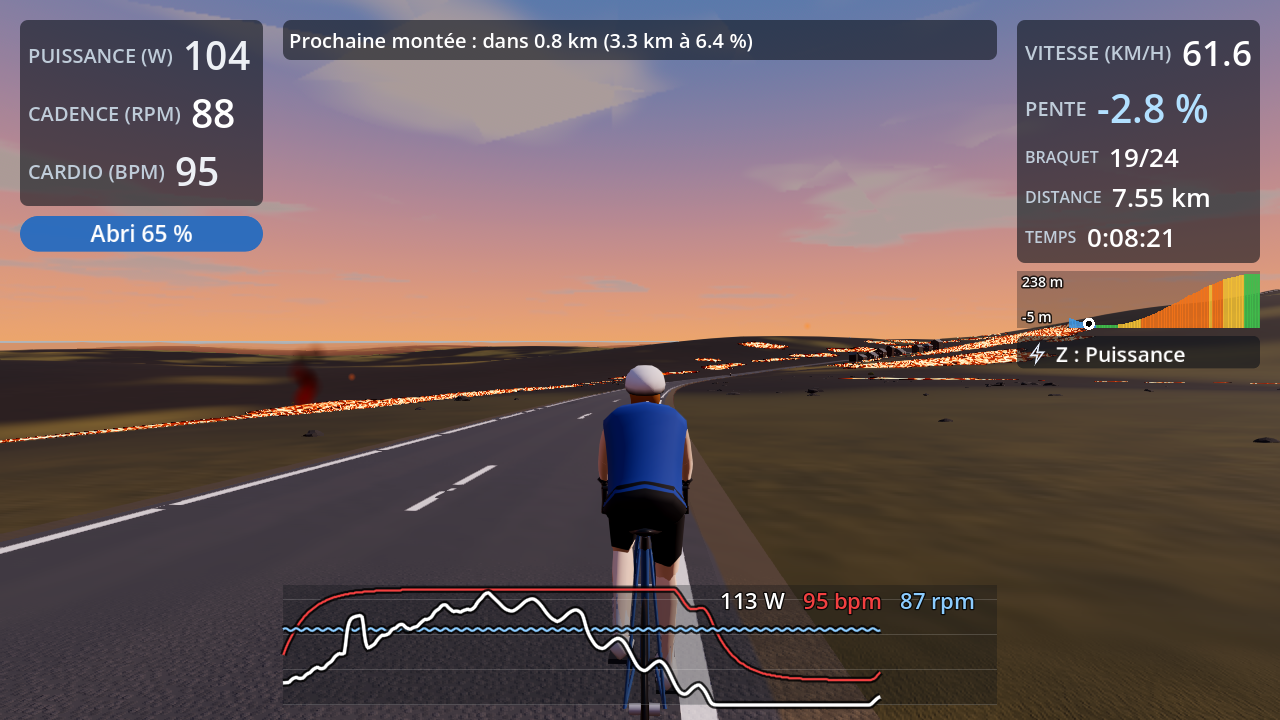 PUISSANCE (W) 104
CADENCE (RPM) 88
CARDIO (BPM) 95
Abri 65 %
Prochaine montée : dans 0.8 km (3.3 km à 6.4 %)
VITESSE (KM/H) 61.6
PENTE -2.8 %
BRAQUET 19/24
DISTANCE 7.55 km
TEMPS 0:08:21
238 m
-5 m
Z : Puissance
113 W 95 bpm 87 rpm